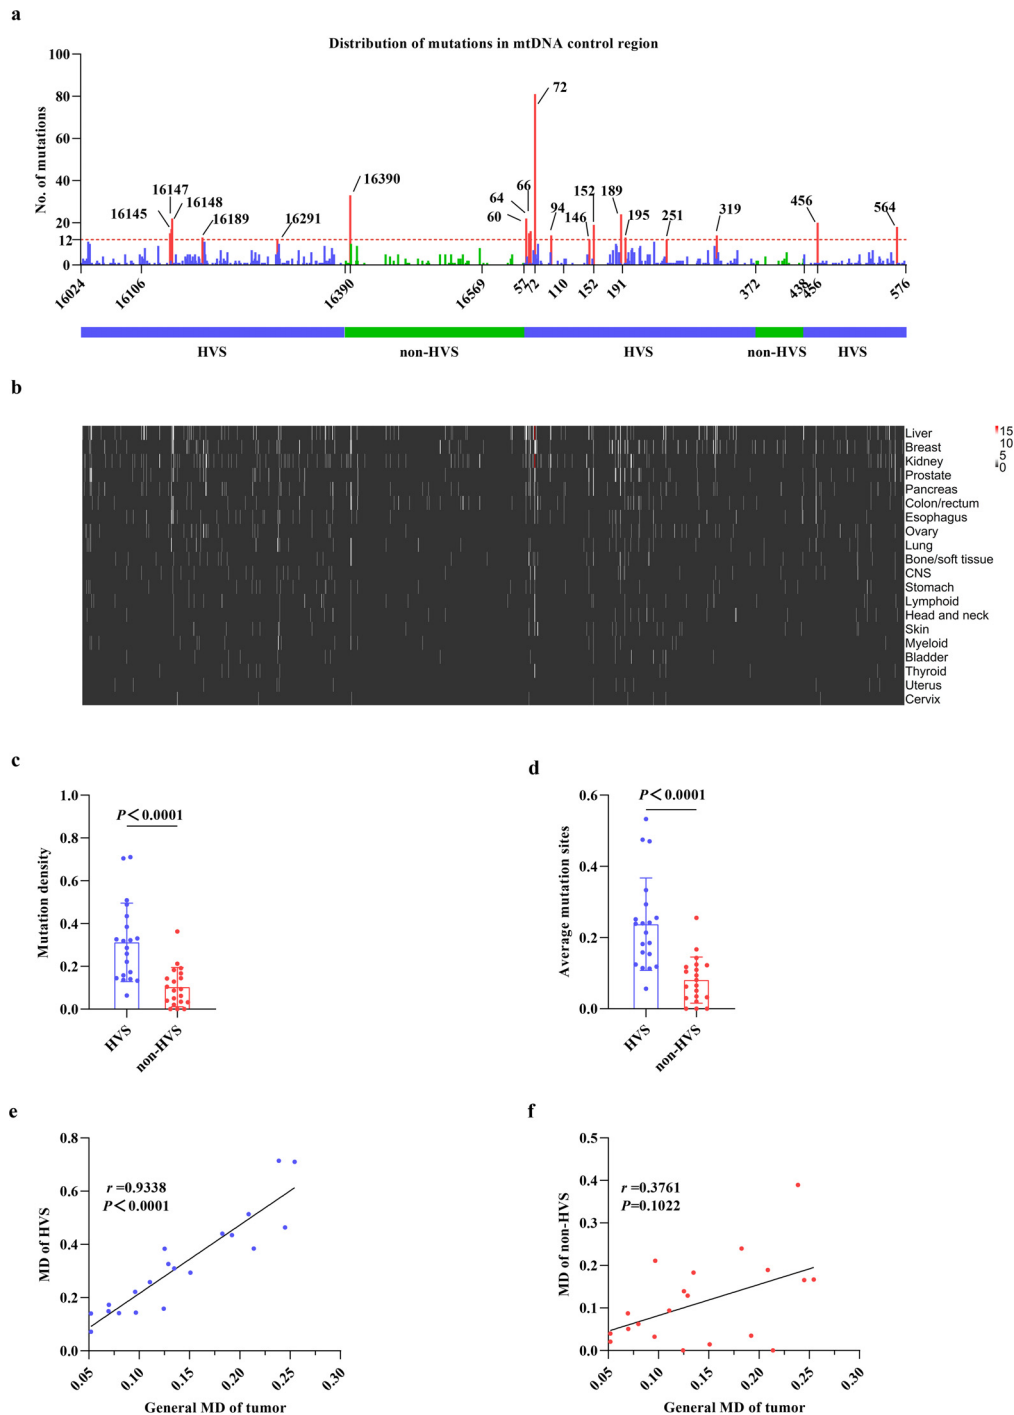 a
Distribution of mutations in mtDNA control region
No. of mutations
100
80
60
40
20
12
0
16145
16147
16148
16189
16291
16390
60
64
66
72
94
146
152
189
195
251
319
456
564
16024
16106
16390
16569
57
72
110
152
191
372
438
456
576
HVS
non-HVS
HVS
non-HVS
HVS
b
Liver
Breast
Kidney
Prostate
Pancreas
Colon/rectum
Esophagus
Ovary
Lung
Bone/soft tissue
CNS
Stomach
Lymphoid
Head and neck
Skin
Myeloid
Bladder
Thyroid
Uterus
Cervix
15
10
5
0
c
Mutation density
1.0
0.8
0.6
0.4
0.2
0.0
P<0.0001
HVS
non-HVS
d
Average mutation sites
0.6
0.4
0.2
0.0
P<0.0001
HVS
non-HVS
e
MD of HVS
0.8
0.6
0.4
0.2
0.0
r=0.9338
P<0.0001
0.05
0.10
0.15
0.20
0.25
0.30
General MD of tumor
f
MD of non-HVS
0.5
0.4
0.3
0.2
0.1
0.0
r=0.3761
P=0.1022
0.05
0.10
0.15
0.20
0.25
0.30
General MD of tumor